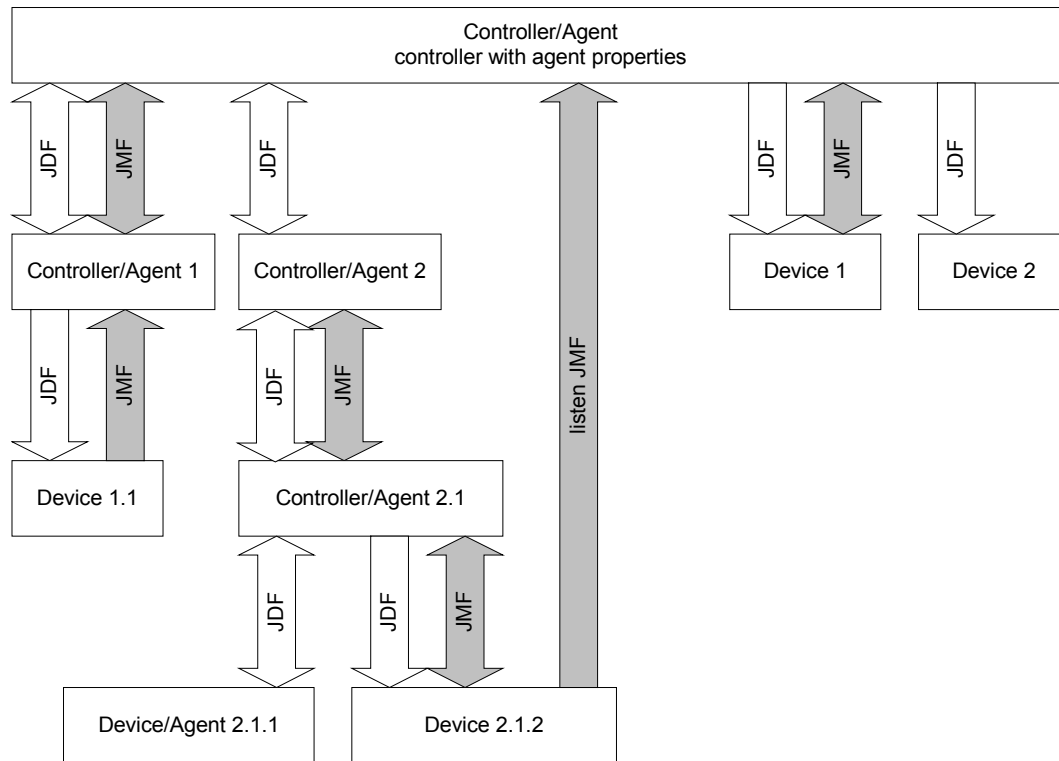 Controller/Agent
controller with agent properties
JDF
JMF
JDF
listen JMF
JDF
JMF
JDF
Controller/Agent 1
Controller/Agent 2
Device 1
Device 2
JDF
JMF
JDF
JMF
Device 1.1
Controller/Agent 2.1
JDF
JDF
JMF
Device/Agent 2.1.1
Device 2.1.2